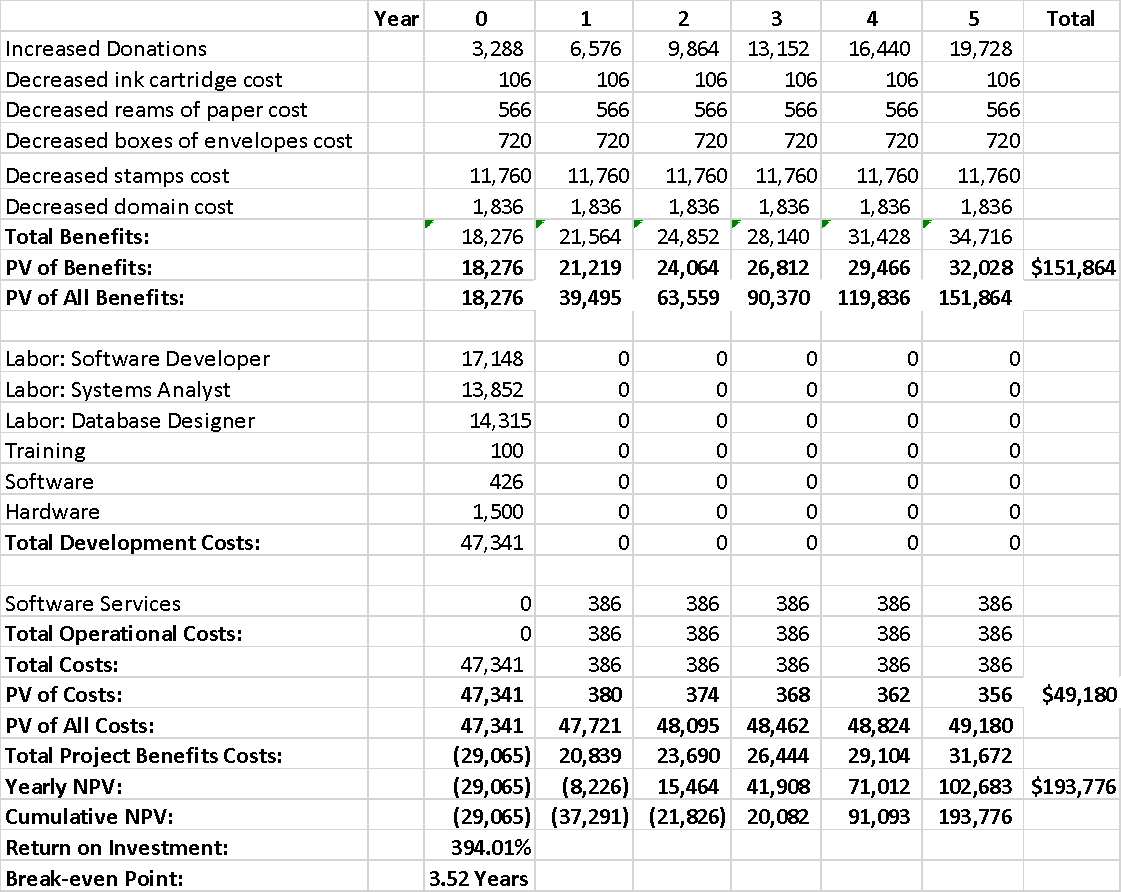 Year 0 1 2 3 4 5 Total
Increased Donations 3,288 6,576 9,864 13,152 16,440 19,728
Decreased ink cartridge cost 106 106 106 106 106 106
Decreased reams of paper cost 566 566 566 566 566 566
Decreased boxes of envelopes cost 720 720 720 720 720 720
Decreased stamps cost 11,760 11,760 11,760 11,760 11,760 11,760
Decreased domain cost 1,836 1,836 1,836 1,836 1,836 1,836
Total Benefits: 18,276 21,564 24,852 28,140 31,428 34,716
PV of Benefits: 18,276 21,219 24,064 26,812 29,466 32,028 $151,864
PV of All Benefits: 18,276 39,495 63,559 90,370 119,836 151,864
Labor: Software Developer 17,148 0 0 0 0 0
Labor: Systems Analyst 13,852 0 0 0 0 0
Labor: Database Designer 14,315 0 0 0 0 0
Training 100 0 0 0 0 0
Software 426 0 0 0 0 0
Hardware 1,500 0 0 0 0 0
Total Development Costs: 47,341 0 0 0 0 0
Software Services 0 386 386 386 386 386
Total Operational Costs: 0 386 386 386 386 386
Total Costs: 47,341 386 386 386 386 386
PV of Costs: 47,341 380 374 368 362 356 $49,180
PV of All Costs: 47,341 47,721 48,095 48,462 48,824 49,180
Total Project Benefits Costs: (29,065) 20,839 23,690 26,444 29,104 31,672
Yearly NPV: (29,065) (8,226) 15,464 41,908 71,012 102,683 $193,776
Cumulative NPV: (29,065) (37,291) (21,826) 20,082 91,093 193,776
Return on Investment: 394.01%
Break-even Point: 3.52 Years